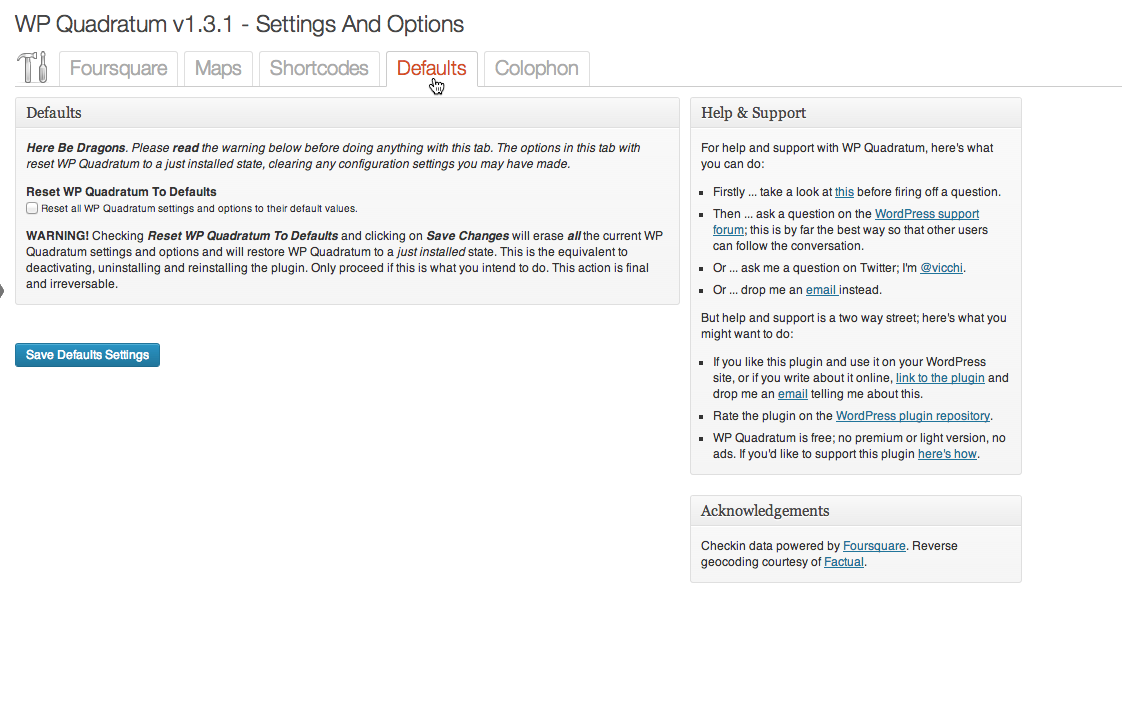 WP Quadratum v1.3.1 - Settings And Options
Foursquare Maps Shortcodes Defaults Colophon
Defaults
Here Be Dragons. Please read the warning below before doing anything with this tab. The options in this tab with
reset WP Quadratum to a just installed state, clearing any configuration settings you may have made.
Reset WP Quadratum To Defaults
Reset all WP Quadratum settings and options to their default values.
WARNING! Checking Reset WP Quadratum To Defaults and clicking on Save Changes will erase all the current WP
Quadratum settings and options and will restore WP Quadratum to a just installed state. This is the equivalent to
deactivating, uninstalling and reinstalling the plugin. Only proceed if this is what you intend to do. This action is final
and irreversable.
Save Defaults Settings
Help & Support
For help and support with WP Quadratum, here's what
you can do:
Firstly ... take a look at this before firing off a question.
Then ... ask a question on the WordPress support
forum; this is by far the best way so that other users
can follow the conversation.
Or ... ask me a question on Twitter; I'm @vicchi.
Or ... drop me an email instead.
But help and support is a two way street; here's what you
might want to do:
If you like this plugin and use it on your WordPress
site, or if you write about it online, link to the plugin and
drop me an email telling me about this.
Rate the plugin on the WordPress plugin repository.
WP Quadratum is free; no premium or light version, no
ads. If you'd like to support this plugin here's how.
Acknowledgements
Checkin data powered by Foursquare. Reverse
geocoding courtesy of Factual.